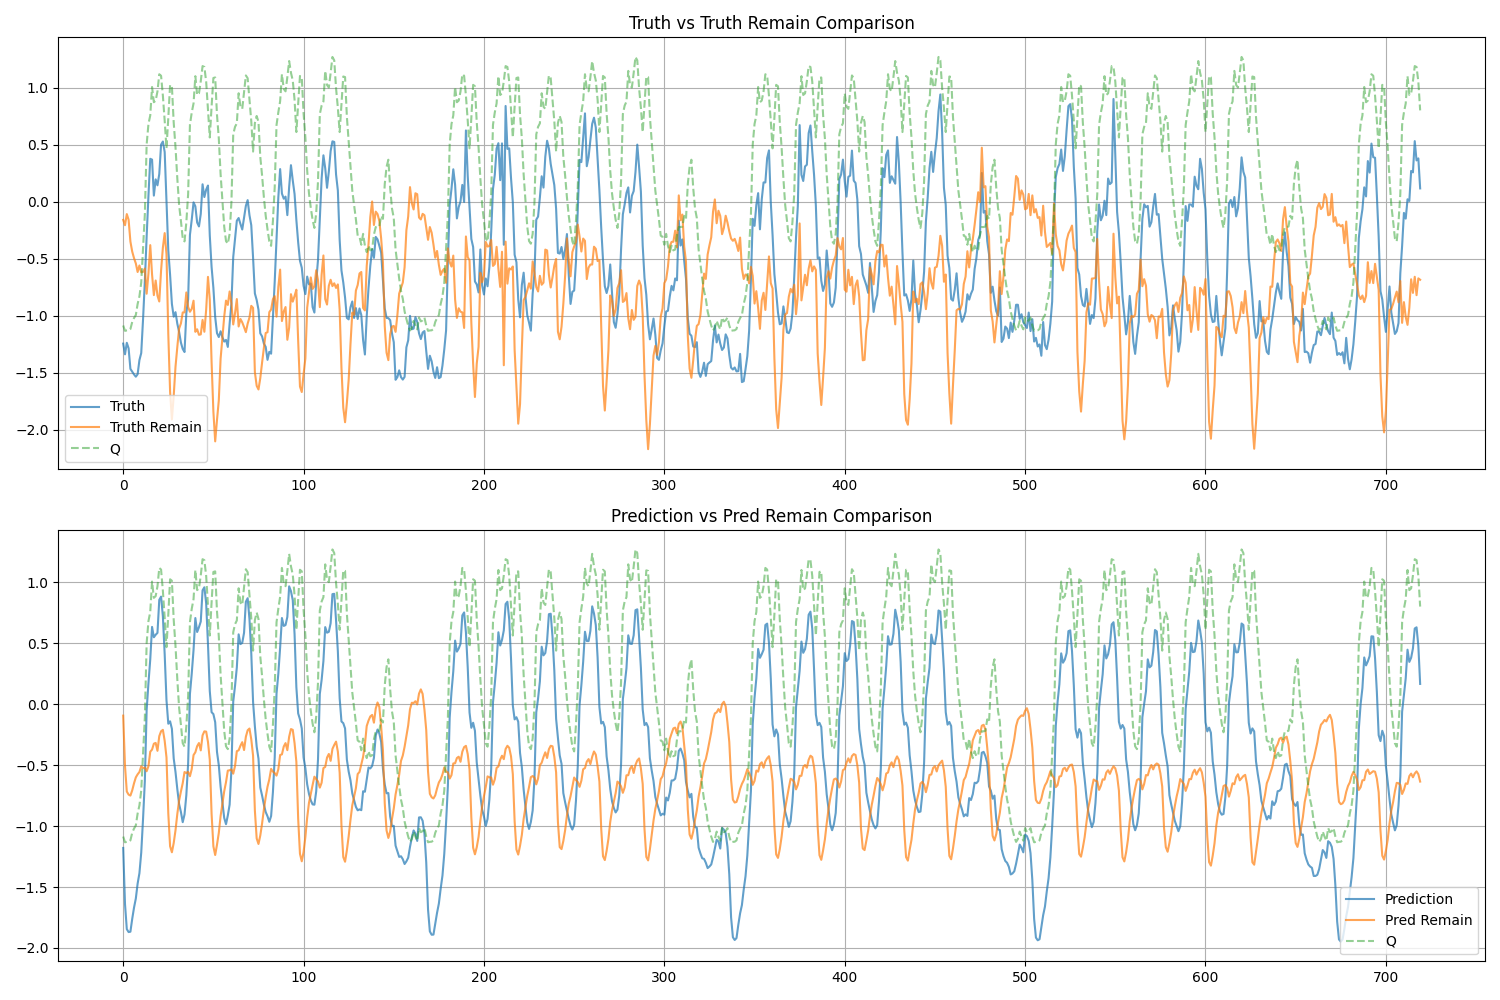 Truth vs Truth Remain Comparison
1.0
0.5
0.0
−0.5
−1.0
−1.5
−2.0
Truth
Truth Remain
Q
0 100 200 300 400 500 600 700
Prediction vs Pred Remain Comparison
1.0
0.5
0.0
−0.5
−1.0
−1.5
−2.0
Prediction
Pred Remain
Q
0 100 200 300 400 500 600 700